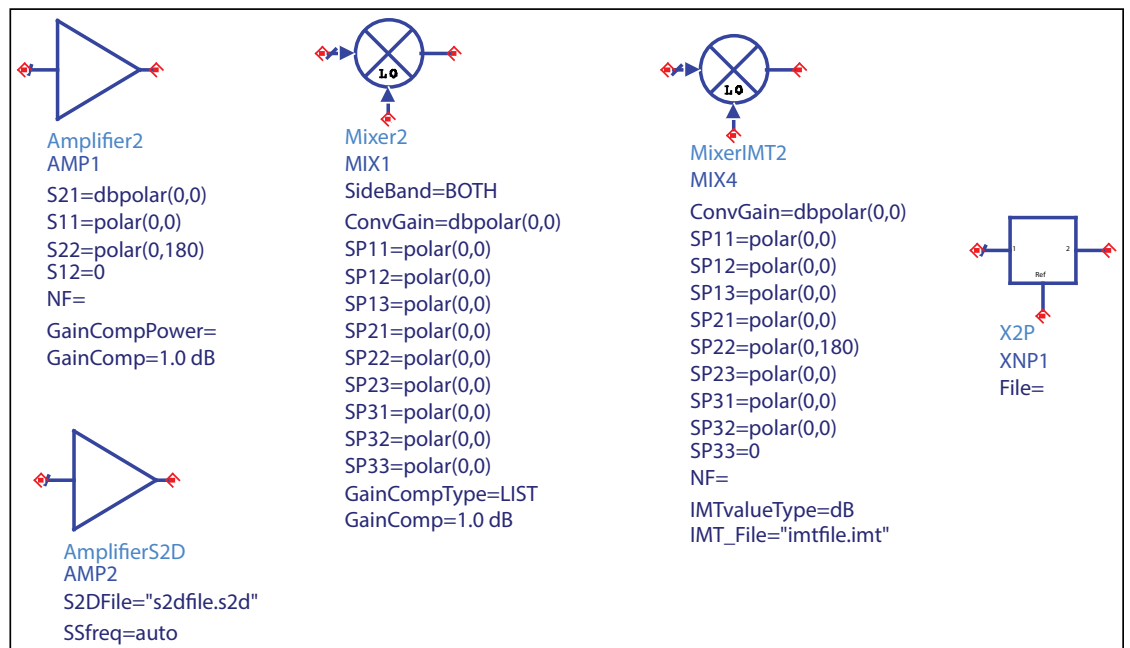 Amplifier2
AMP1
S21=dbpolar(0,0)
S11=polar(0,0)
S22=polar(0,180)
S12=0
NF=
GainCompPower=
GainComp=1.0 dB
AmplifierS2D
AMP2
S2DFile="s2dfile.s2d"
SSfreq=auto
LO
Mixer2
MIX1
SideBand=BOTH
ConvGain=dbpolar(0,0)
SP11=polar(0,0)
SP12=polar(0,0)
SP13=polar(0,0)
SP21=polar(0,0)
SP22=polar(0,0)
SP23=polar(0,0)
SP31=polar(0,0)
SP32=polar(0,0)
SP33=polar(0,0)
GainCompType=LIST
GainComp=1.0 dB
LO
MixerIMT2
MIX4
ConvGain=dbpolar(0,0)
SP11=polar(0,0)
SP12=polar(0,0)
SP13=polar(0,0)
SP21=polar(0,0)
SP22=polar(0,180)
SP23=polar(0,0)
SP31=polar(0,0)
SP32=polar(0,0)
SP33=0
NF=
IMTvalueType=dB
IMT_File="imtfile.imt"
1 2
Ref
X2P
XNP1
File=